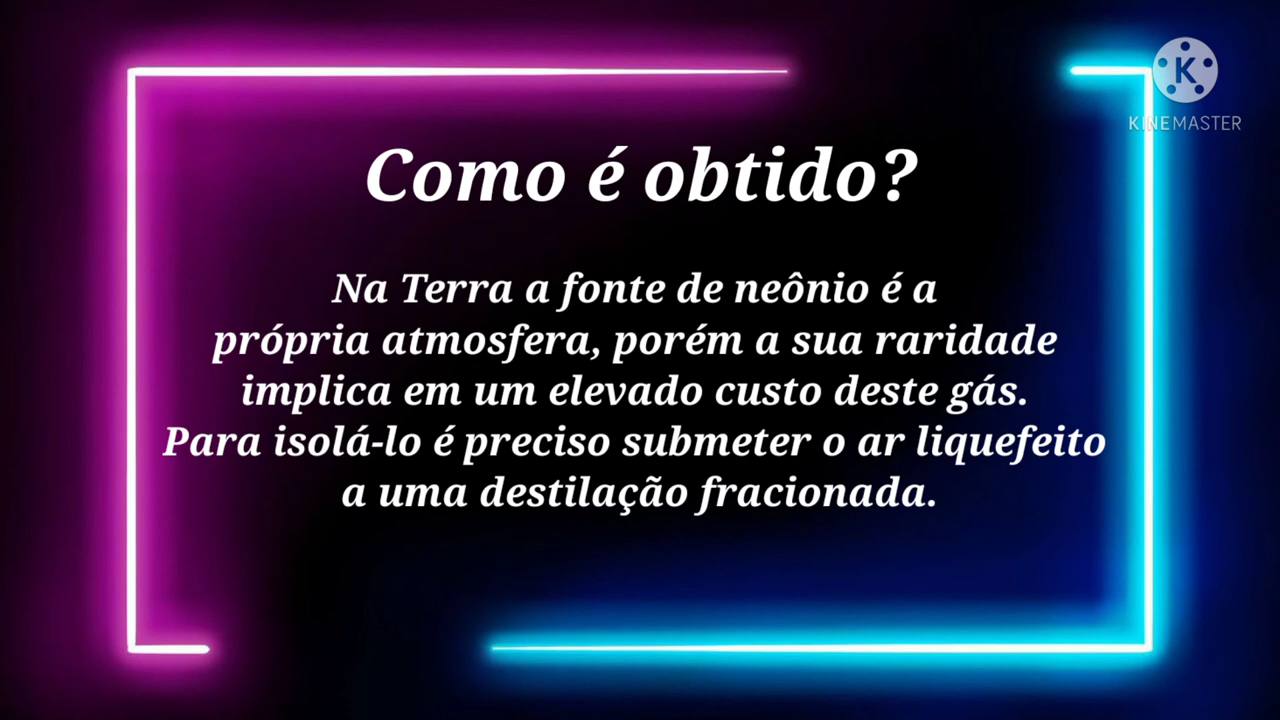 K
KINEMASTER
Como é obtido?
Na Terra a fonte de neônio é a
própria atmosfera, porém a sua raridade
implica em um elevado custo deste gás.
Para isolá-lo é preciso submeter o ar liquefeito
a uma destilação fracionada.